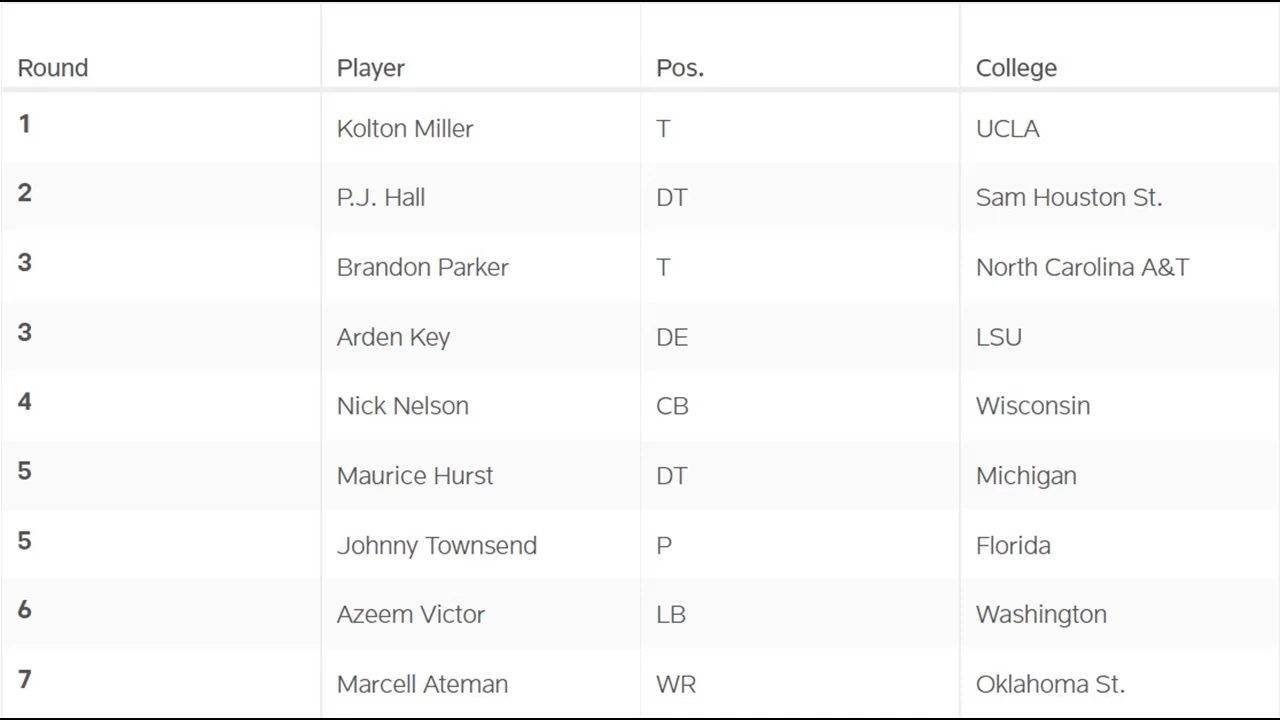 Round Player Pos. College
1 Kolton Miller T UCLA
2 P.J. Hall DT Sam Houston St.
3 Brandon Parker T North Carolina A&T
3 Arden Key DE LSU
4 Nick Nelson CB Wisconsin
5 Maurice Hurst DT Michigan
5 Johnny Townsend P Florida
6 Azeem Victor LB Washington
7 Marcell Ateman WR Oklahoma St.